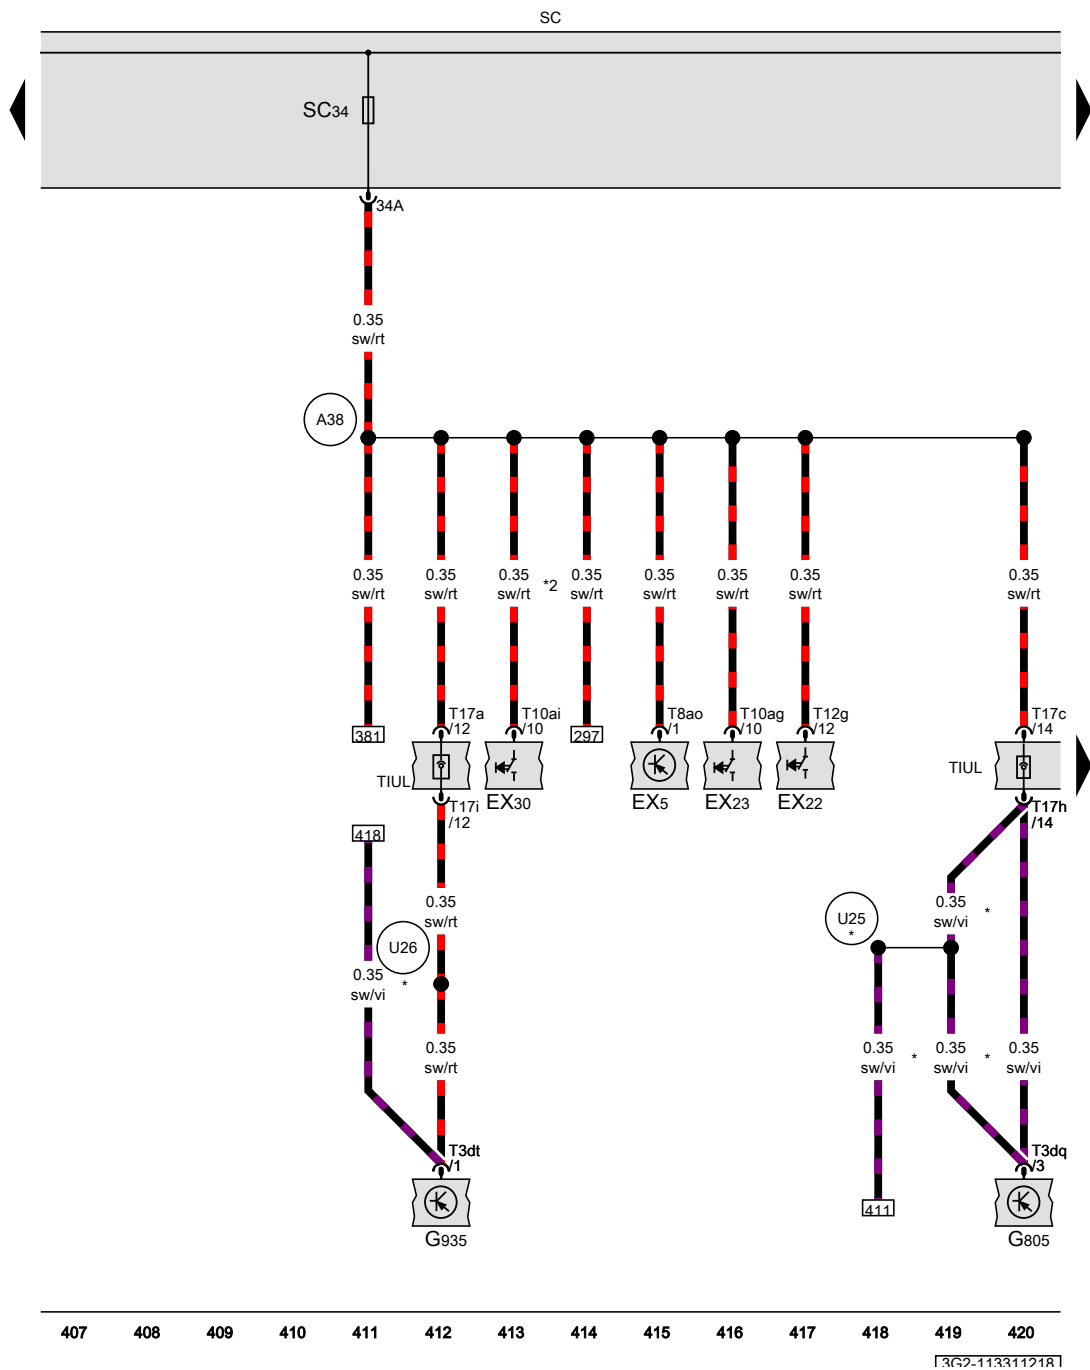 SC
SC34
34A
0.35
sw/rt
A38
0.35 0.35 0.35 0.35 0.35 0.35 0.35 0.35
sw/rt sw/rt sw/rt *2 sw/rt sw/rt sw/rt sw/rt sw/rt
T17a T10ai T8ao T10ag T12g T17c
381 /12 /10 297 /1 /10 /12 /14
TIUL TIUL
EX30 EX5 EX23 EX22
T17i T17h
/12 /14
418
0.35 0.35
sw/rt sw/vi *
U25
*
U26
0.35
sw/vi *
0.35 0.35 0.35 0.35
sw/rt sw/vi * sw/vi * sw/vi
T3dt T3dq
/1 /3
411
G935 G805
407 408 409 410 411 412 413 414 415 416 417 418 419 420
3G2-113311218